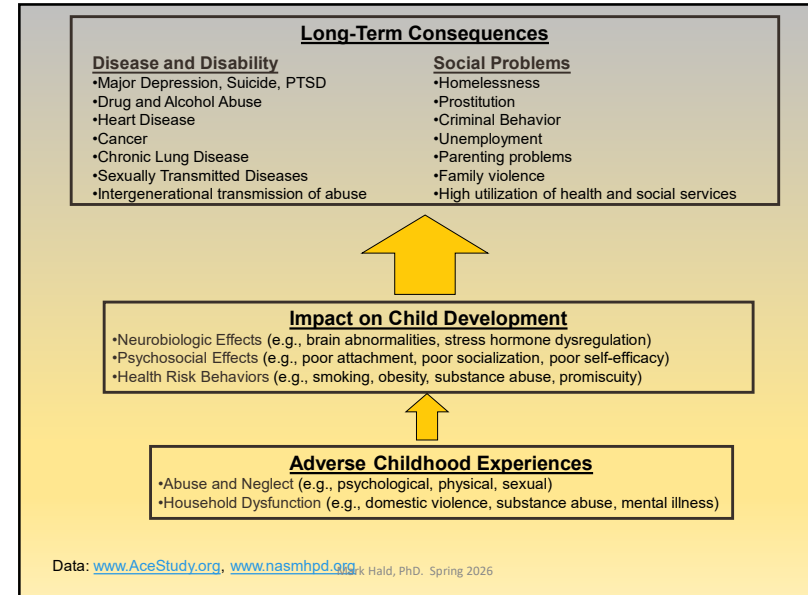 Long-Term Consequences
Disease and Disability
•Major Depression, Suicide, PTSD
•Drug and Alcohol Abuse
•Heart Disease
•Cancer
•Chronic Lung Disease
•Sexually Transmitted Diseases
•Intergenerational transmission of abuse
Social Problems
•Homelessness
•Prostitution
•Criminal Behavior
•Unemployment
•Parenting problems
•Family violence
•High utilization of health and social services
Impact on Child Development
•Neurobiologic Effects (e.g., brain abnormalities, stress hormone dysregulation)
•Psychosocial Effects (e.g., poor attachment, poor socialization, poor self-efficacy)
•Health Risk Behaviors (e.g., smoking, obesity, substance abuse, promiscuity)
Adverse Childhood Experiences
•Abuse and Neglect (e.g., psychological, physical, sexual)
•Household Dysfunction (e.g., domestic violence, substance abuse, mental illness)
Data: www.AceStudy.org, www.nasmhpd.org
Mark Hald, PhD. Spring 2026